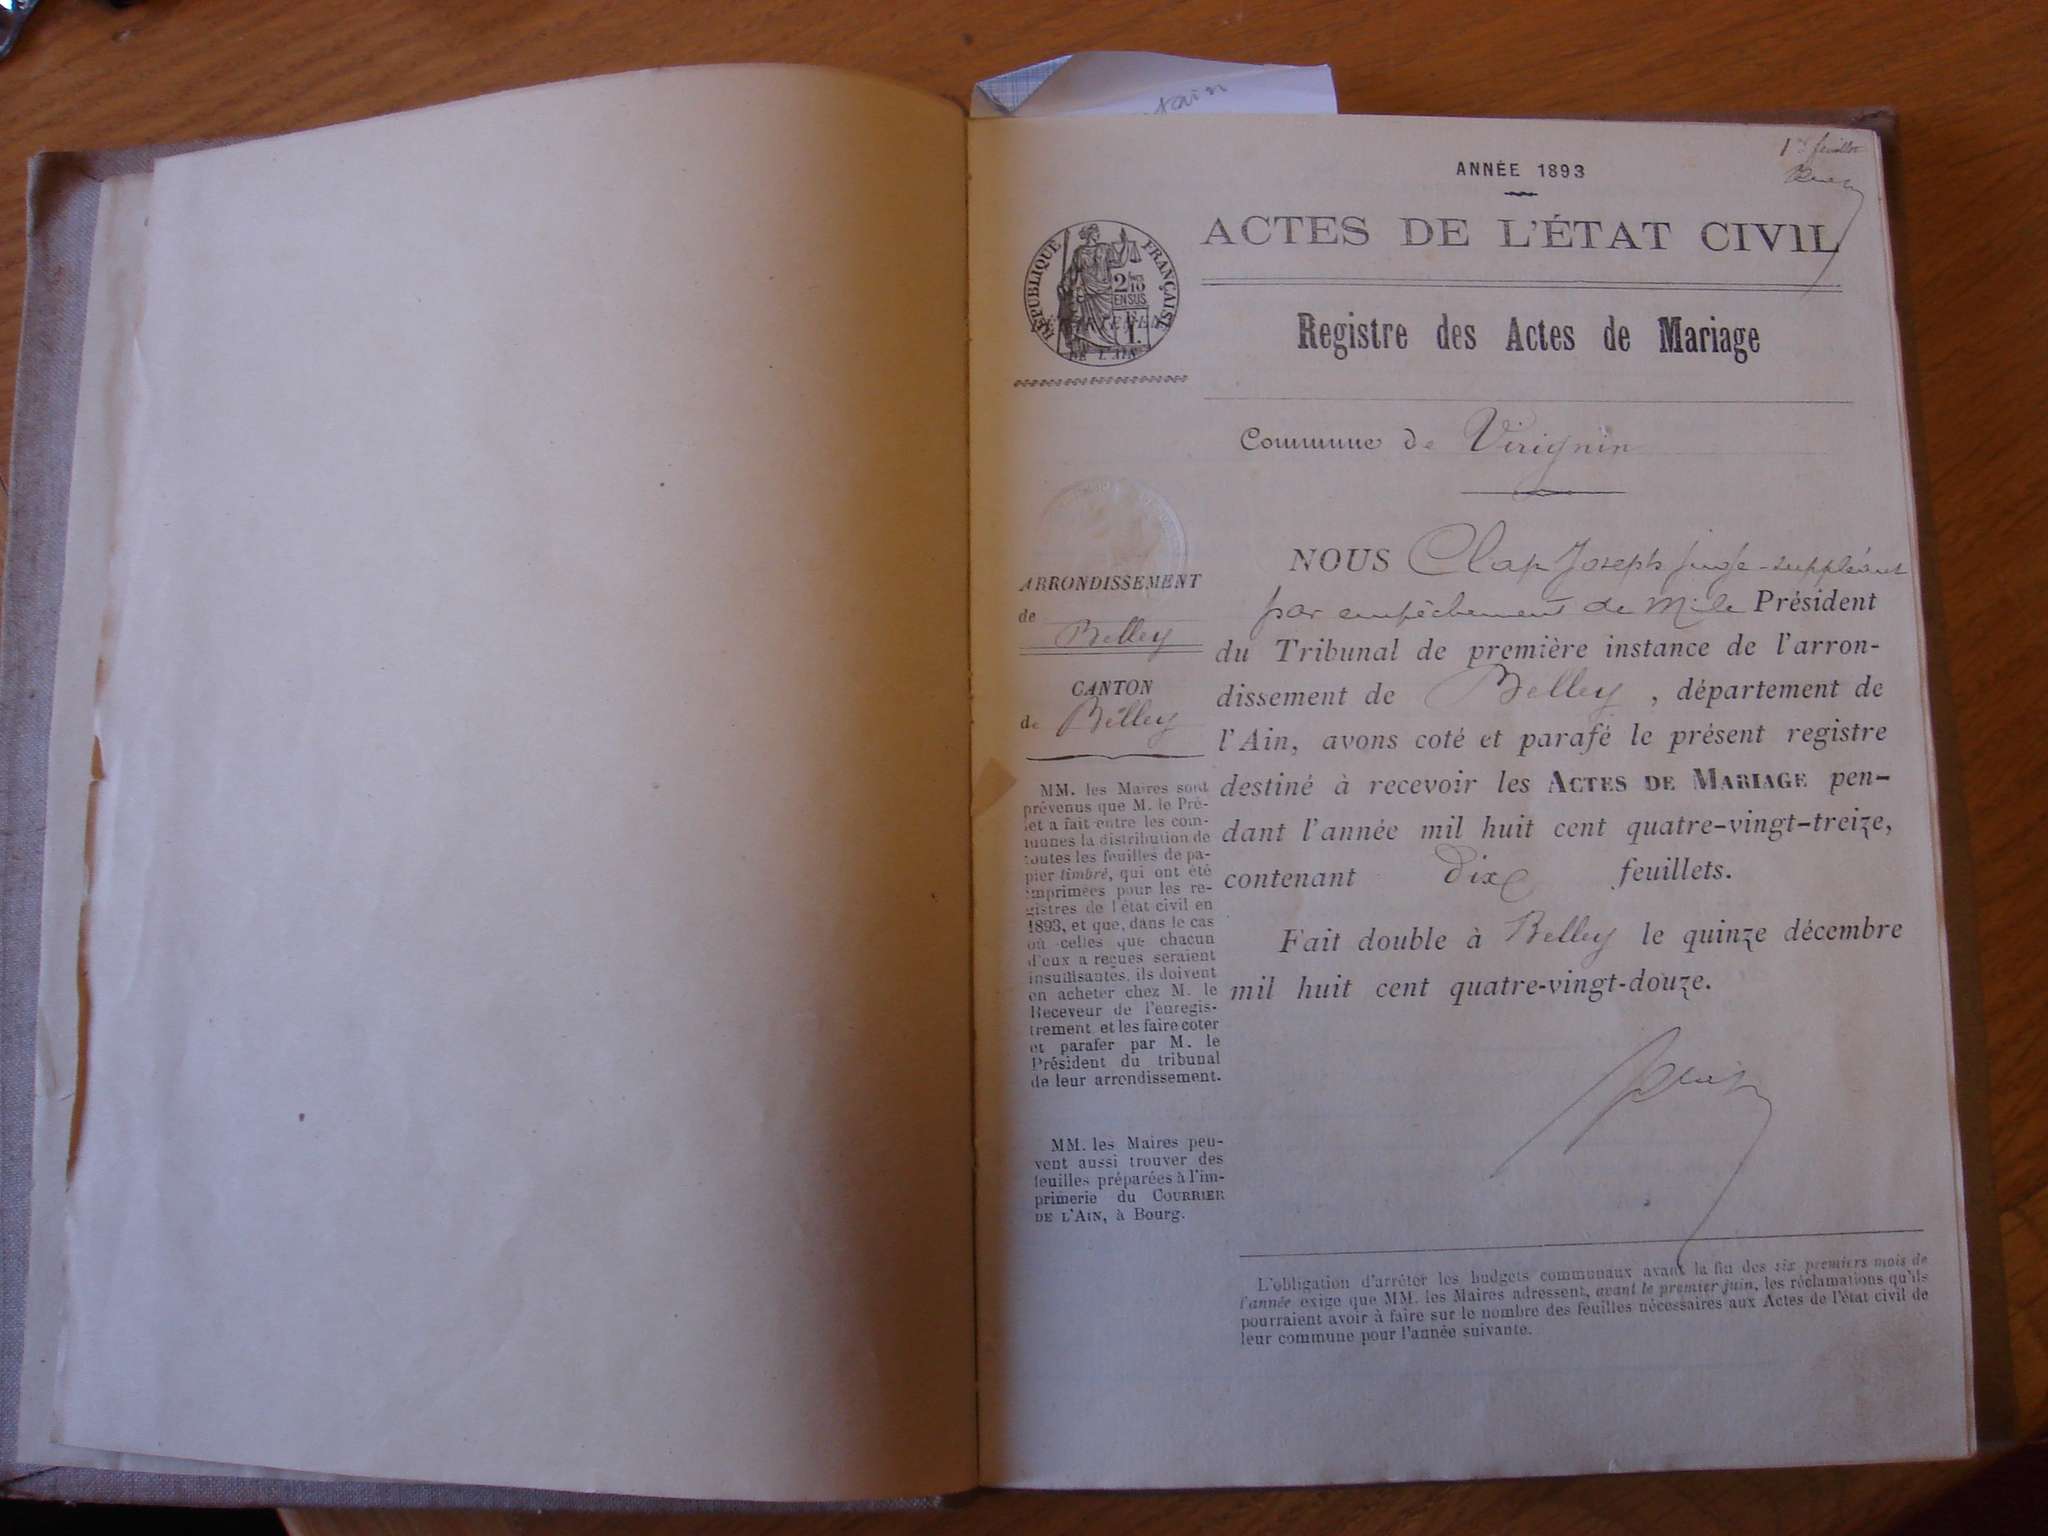 tain
1er feuillet
ANNÉE 1893
ACTES DE L'ÉTAT CIVIL
RÉPUBLIQUE FRANÇAISE
2/10
EN SUS
DE L'AIN
Registre des Actes de Mariage
Commune de Virignin
ARRONDISSEMENT
de Belley
CANTON
de Belley
MM. les Maires sont
prévenus que M. le Pré-
fet a fait entre les com-
munes la distribution de
toutes les feuilles de pa-
pier timbré, qui ont été
imprimées pour les re-
gistres de l'état civil en
1893, et que, dans le cas
où celles que chacun
d'eux a reçues seraient
insuffisantes, ils doivent
en acheter chez M. le
Receveur de l'enregis-
trement et les faire coter
et parafer par M. le
Président du tribunal
de leur arrondissement.
MM. les Maires peu-
vent aussi trouver des
feuilles préparées à l'im-
primerie du COURRIER
DE L'AIN, à Bourg.
NOUS Clap Joseph juge-suppléant
par empêchement de M. le Président
du Tribunal de première instance de l'arron-
dissement de Belley, département de
l'Ain, avons coté et parafé le présent registre
destiné à recevoir les ACTES DE MARIAGE pen-
dant l'année mil huit cent quatre-vingt-treize,
contenant dix feuillets.
Fait double à Belley le quinze décembre
mil huit cent quatre-vingt-douze.
L'obligation d'arrêter les budgets communaux avant la fin des six premiers mois de
l'année exige que MM. les Maires adressent, avant le premier juin, les réclamations qu'ils
pourraient avoir à faire sur le nombre des feuilles nécessaires aux Actes de l'état civil de
leur commune pour l'année suivante.